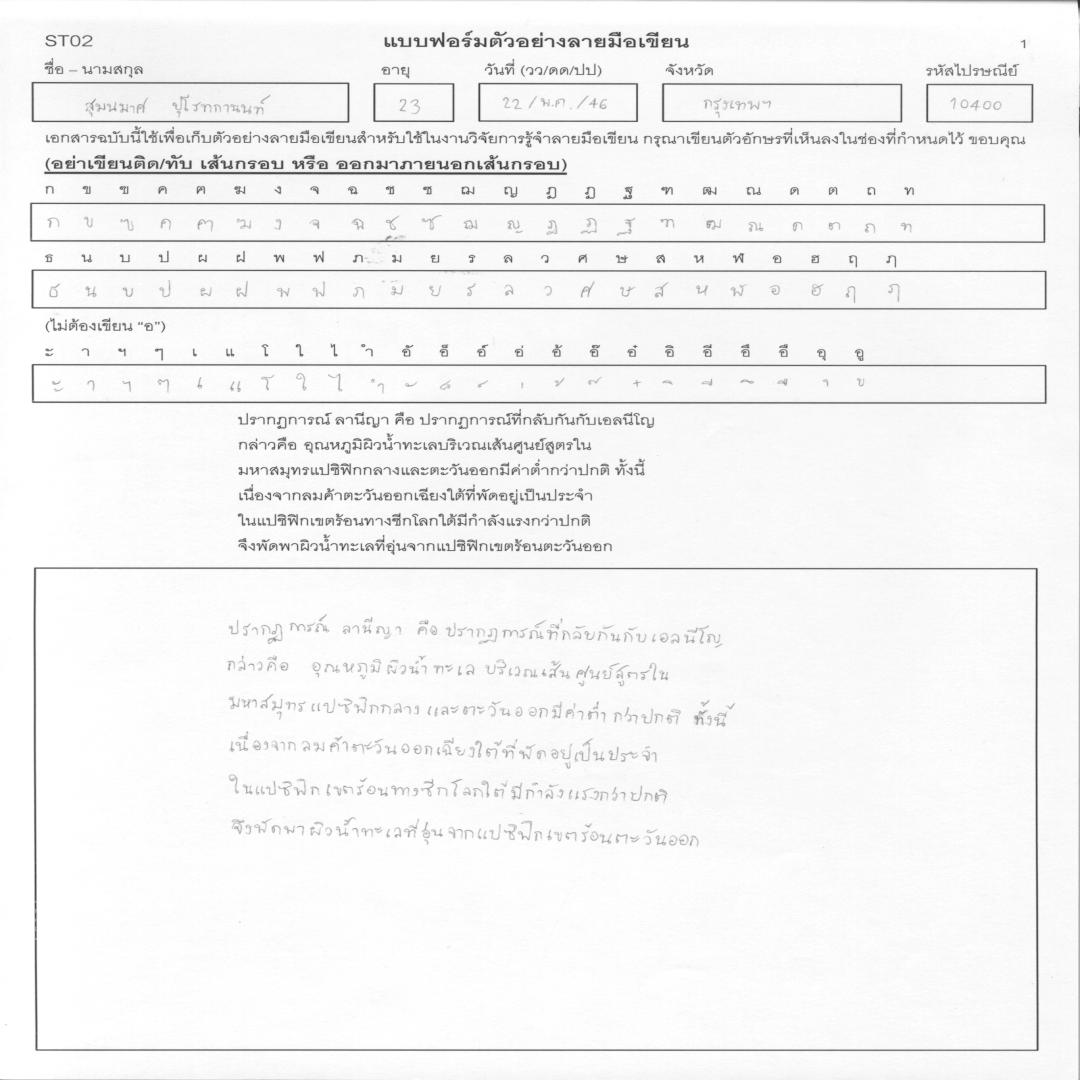 ST02 แบบฟอร์มตัวอย่างลายมือเขียน 1
ชื่อ – นามสกุล อายุ วันที่ (วว/ดด/ปป) จังหวัด รหัสไปรษณีย์
สุมนมาศ 23 22 / พ.ค. / 46 กรุงเทพฯ 10400
เอกสารฉบับนี้ใช้เพื่อเก็บตัวอย่างลายมือเขียนสำหรับใช้ในงานวิจัยการรู้จำลายมือเขียน กรุณาเขียนตัวอักษรที่เห็นลงในช่องที่กำหนดไว้ ขอบคุณ
(อย่าเขียนติด/ทับ เส้นกรอบ หรือ ออกมาภายนอกเส้นกรอบ)
ก ข ฃ ค ฅ ฆ ง จ ฉ ช ซ ฌ ญ ฎ ฏ ฐ ฑ ฒ ณ ด ต ถ ท
ก ข ฃ ค ฅ ฆ ง จ ฉ ช ซ ฌ ญ ฎ ฏ ฐ ฑ ฒ ณ ด ต ถ ท
ธ น บ ป ผ ฝ พ ฟ ภ ม ย ร ล ว ศ ษ ส ห ฬ อ ฮ ฤ ฦ
ธ น บ ป ผ ฝ พ ฟ ภ ม ย ร ล ว ศ ษ ส ห ฬ อ ฮ ฤ ฦ
(ไม่ต้องเขียน “อ”)
ะ า ฯ ๆ เ แ โ ใ ไ ำ อั อ็ อ์ อ่ อ้ อ๊ อ๋ อิ อี อึ อื อุ อู
ะ า ฯ ๆ เ แ โ ใ ไ ำ ั ็ ์ ่ ้ ๊ ๋ ิ ี ึ ื ุ ู
ปรากฏการณ์ ลานีญา คือ ปรากฏการณ์ที่กลับกันกับเอลนีโญ
กล่าวคือ อุณหภูมิผิวน้ำทะเลบริเวณเส้นศูนย์สูตรใน
มหาสมุทรแปซิฟิกกลางและตะวันออกมีค่าต่ำกว่าปกติ ทั้งนี้
เนื่องจากลมค้าตะวันออกเฉียงใต้ที่พัดอยู่เป็นประจำ
ในแปซิฟิกเขตร้อนทางซีกโลกใต้มีกำลังแรงกว่าปกติ
จึงพัดพาผิวน้ำทะเลที่อุ่นจากแปซิฟิกเขตร้อนตะวันออก
ปรากฏการณ์ ลานีญา คือ ปรากฏการณ์ที่กลับกันกับเอลนีโญ
กล่าวคือ อุณหภูมิผิวน้ำทะเล บริเวณเส้นศูนย์สูตรใน
มหาสมุทรแปซิฟิกกลาง และตะวันออกมีค่าต่ำกว่าปกติ ทั้งนี้
เนื่องจากลมค้าตะวันออกเฉียงใต้ที่พัดอยู่เป็นประจำ
ในแปซิฟิกเขตร้อนทางซีกโลกใต้มีกำลังแรงกว่าปกติ
จึงพัดพาผิวน้ำทะเลที่อุ่นจากแปซิฟิกเขตร้อนตะวันออก